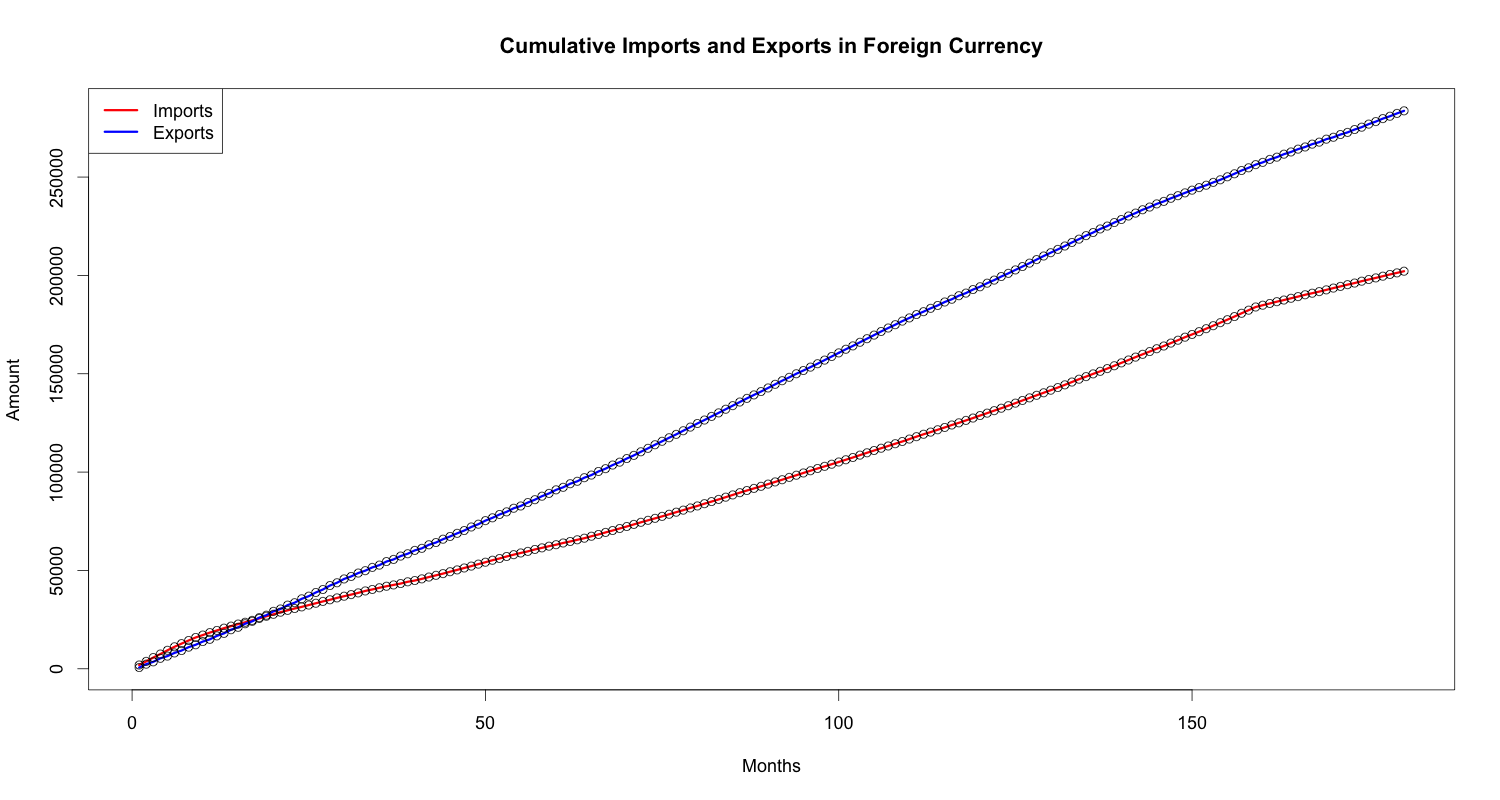 Cumulative Imports and Exports in Foreign Currency
Imports
Exports
Amount
250000
200000
150000
100000
50000
0
0 50 100 150
Months